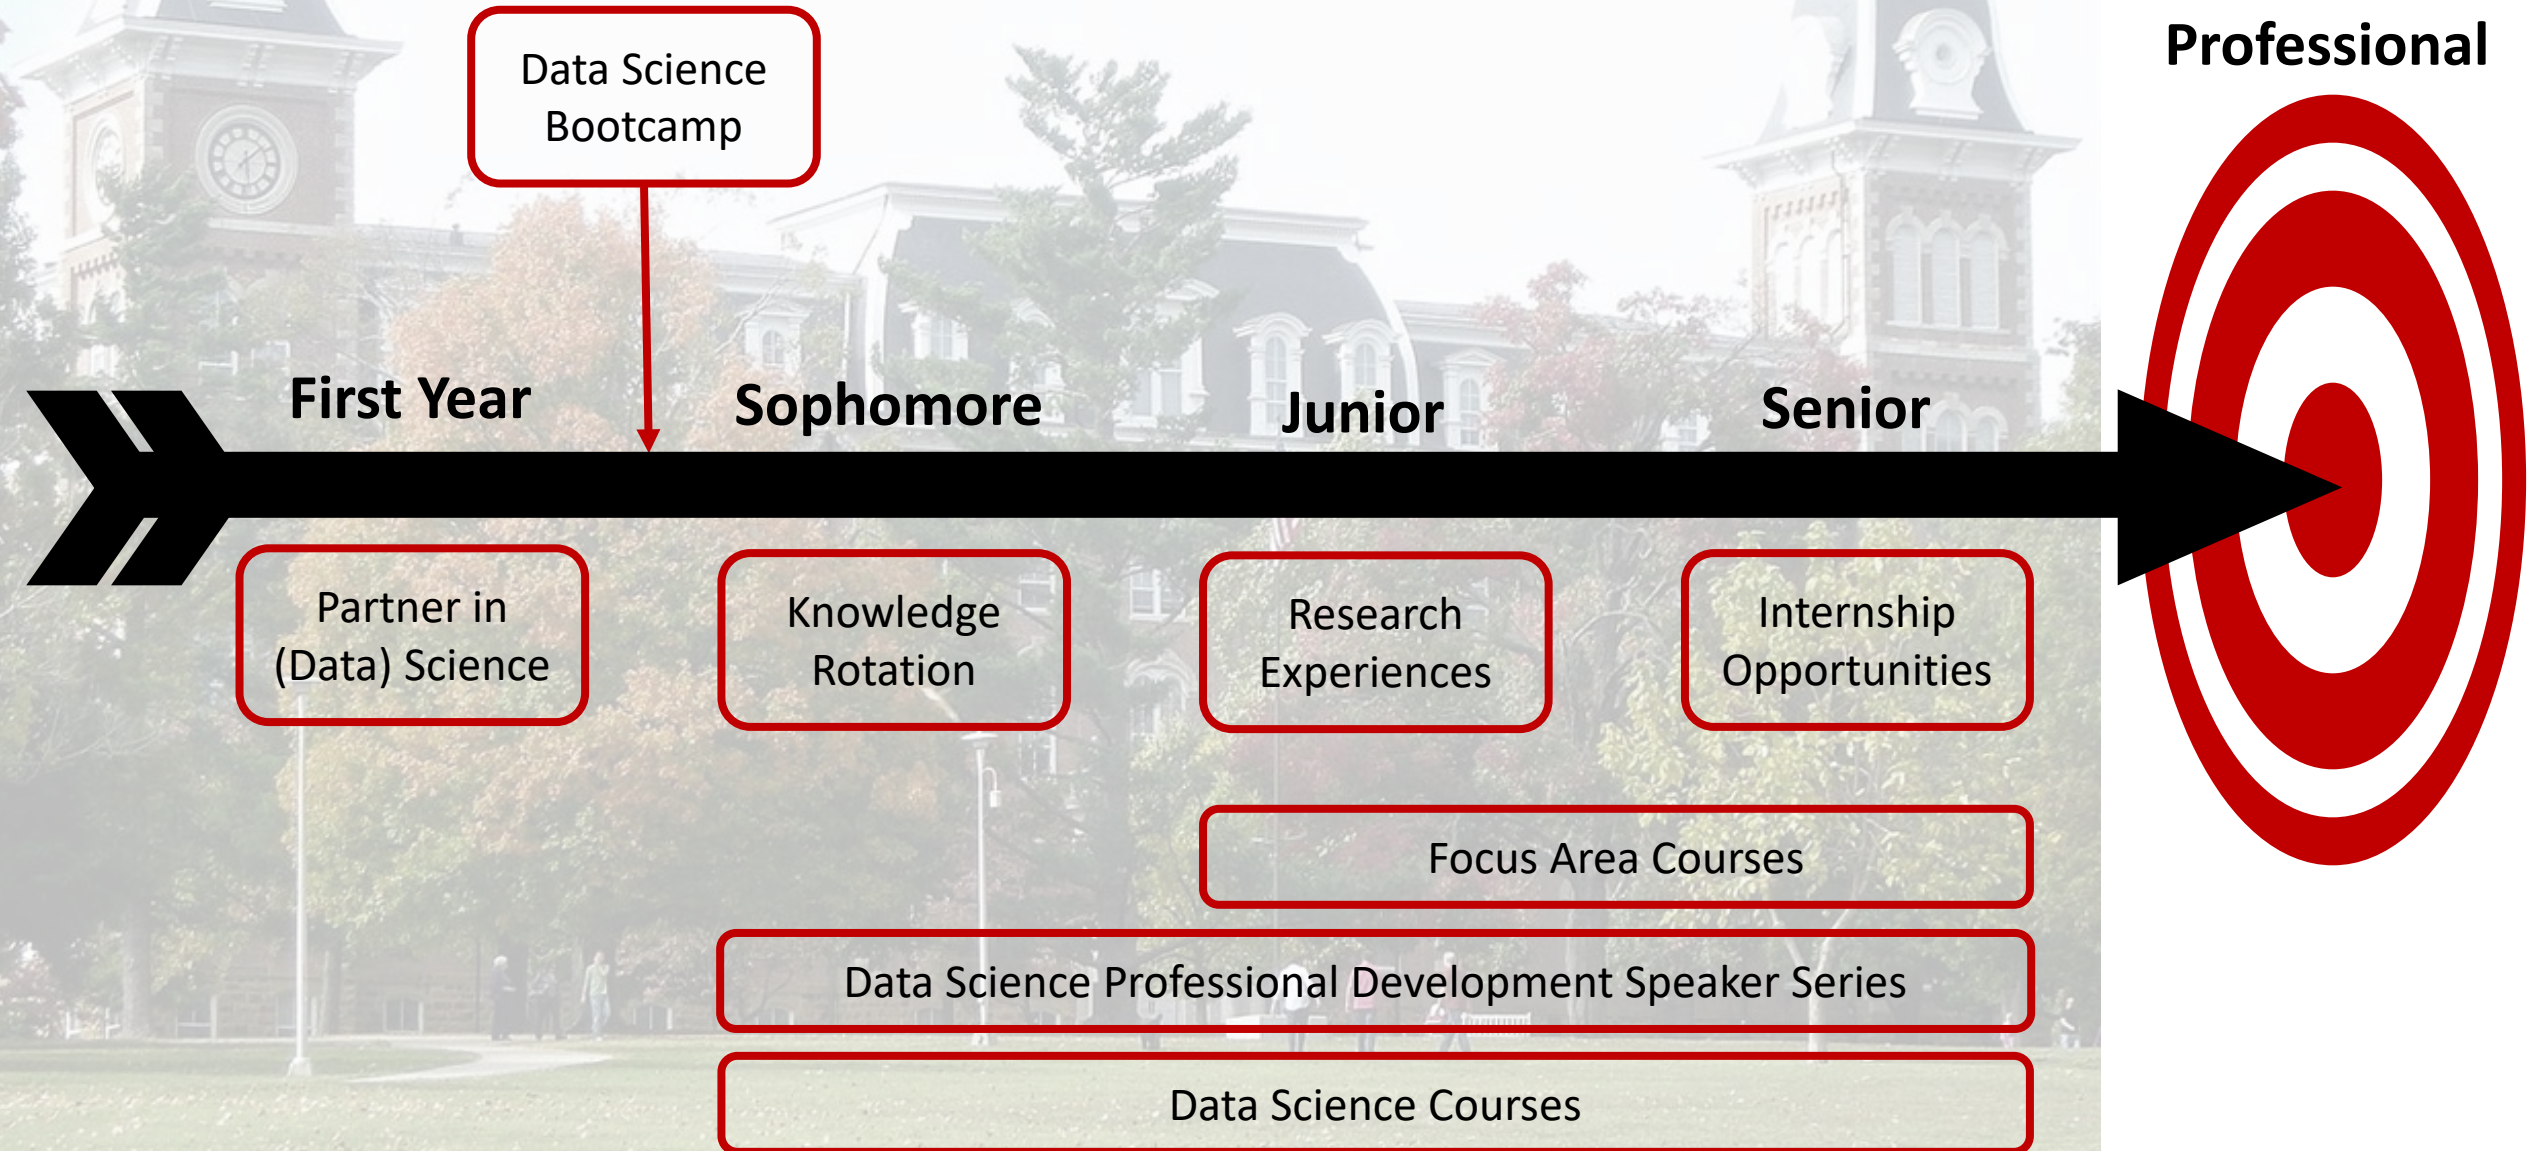 Professional
Data Science
Bootcamp
First Year
Sophomore
Junior
Senior
Partner in
(Data) Science
Knowledge
Rotation
Research
Experiences
Internship
Opportunities
Focus Area Courses
Data Science Professional Development Speaker Series
Data Science Courses